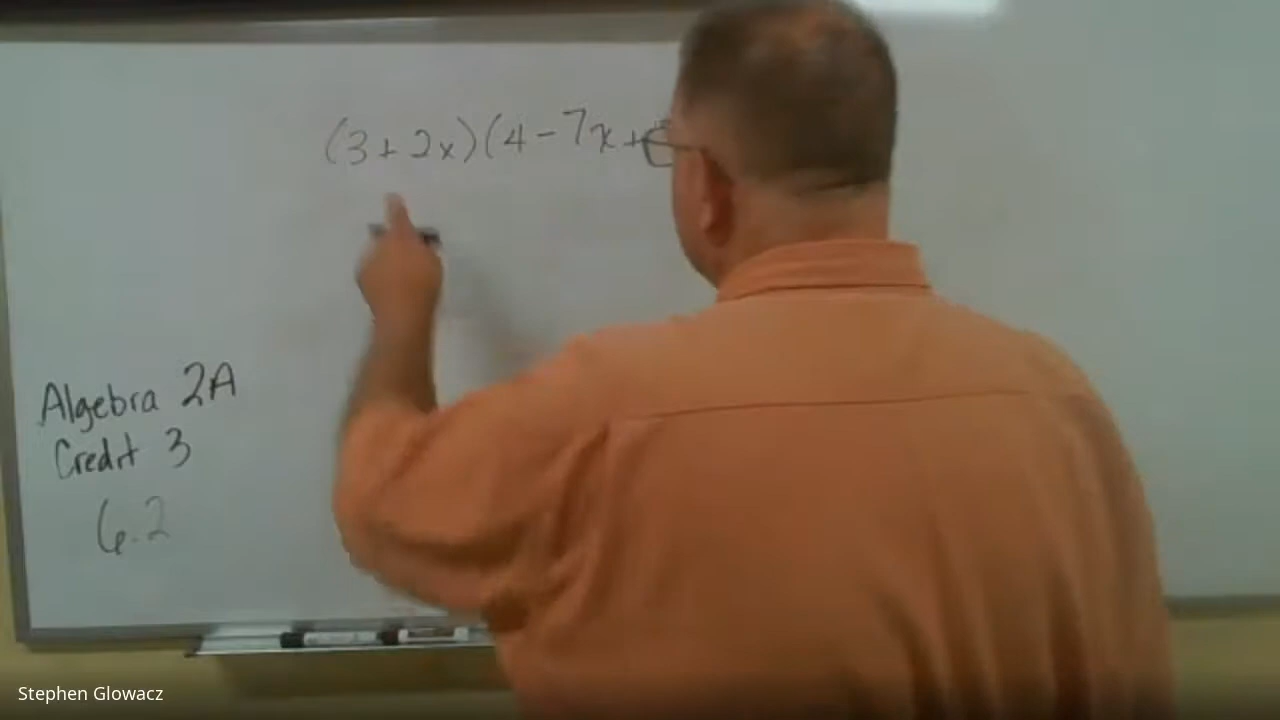 (3+2x)(4-7x+
Algebra 2A
Credit 3
6.2
Stephen Glowacz